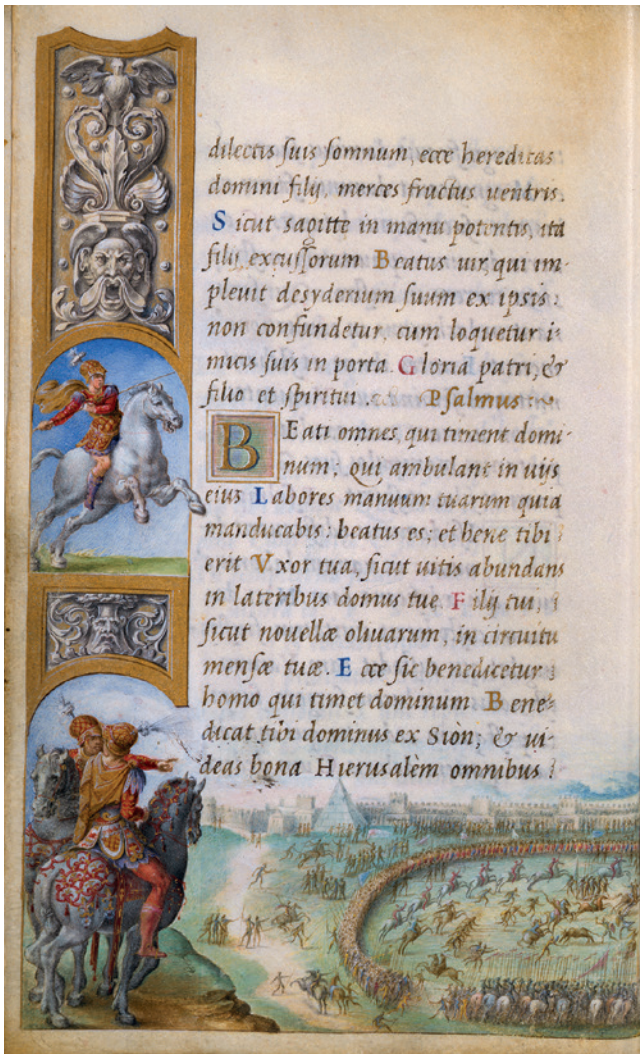 dilectis suis somnum, ecce hereditas
domini filij, merces fructus uentris.
Sicut sagitte in manu potentis, ita
filij excussorum Beatus uir, qui im-
pleuit desyderium suum ex ipsis:
non confundetur, cum loquetur i-
micis suis in porta. Gloria patri, &
filio et spiritui. Psalmus
BEati omnes, qui timent domi-
num; qui ambulant in uijs
eius Labores manuum tuarum quia
manducabis: beatus es; et bene tibi
erit Vxor tua, sicut uitis abundans
in lateribus domus tue. Filij tui,
sicut nouellæ oliuarum, in circuitu
mensæ tuæ. Ecce sic benedicetur
homo qui timet dominum Bene-
dicat tibi dominus ex Siòn; & ui-
deas bona Hierusalèm omnibus